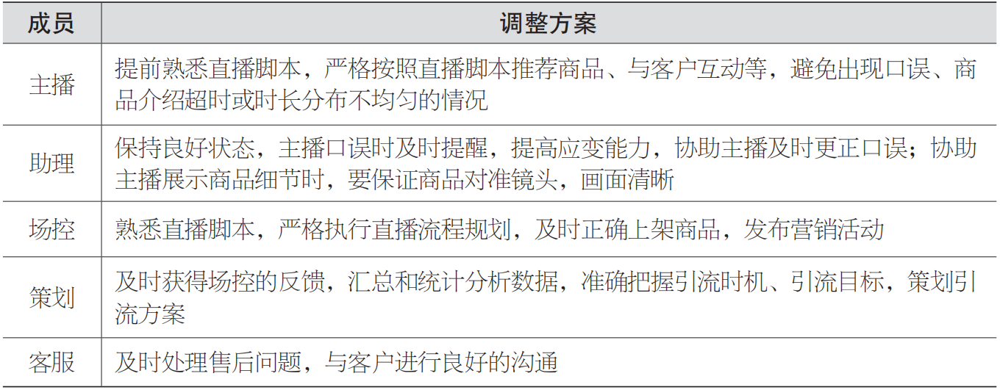 成员 调整方案
主播 提前熟悉直播脚本，严格按照直播脚本推荐商品、与客户互动等，避免出现口误、商
品介绍超时或时长分布不均匀的情况
助理 保持良好状态，主播口误时及时提醒，提高应变能力，协助主播及时更正口误；协助
主播展示商品细节时，要保证商品对准镜头，画面清晰
场控 熟悉直播脚本，严格执行直播流程规划，及时正确上架商品，发布营销活动
策划 及时获得场控的反馈，汇总和统计分析数据，准确把握引流时机、引流目标，策划引
流方案
客服 及时处理售后问题，与客户进行良好的沟通